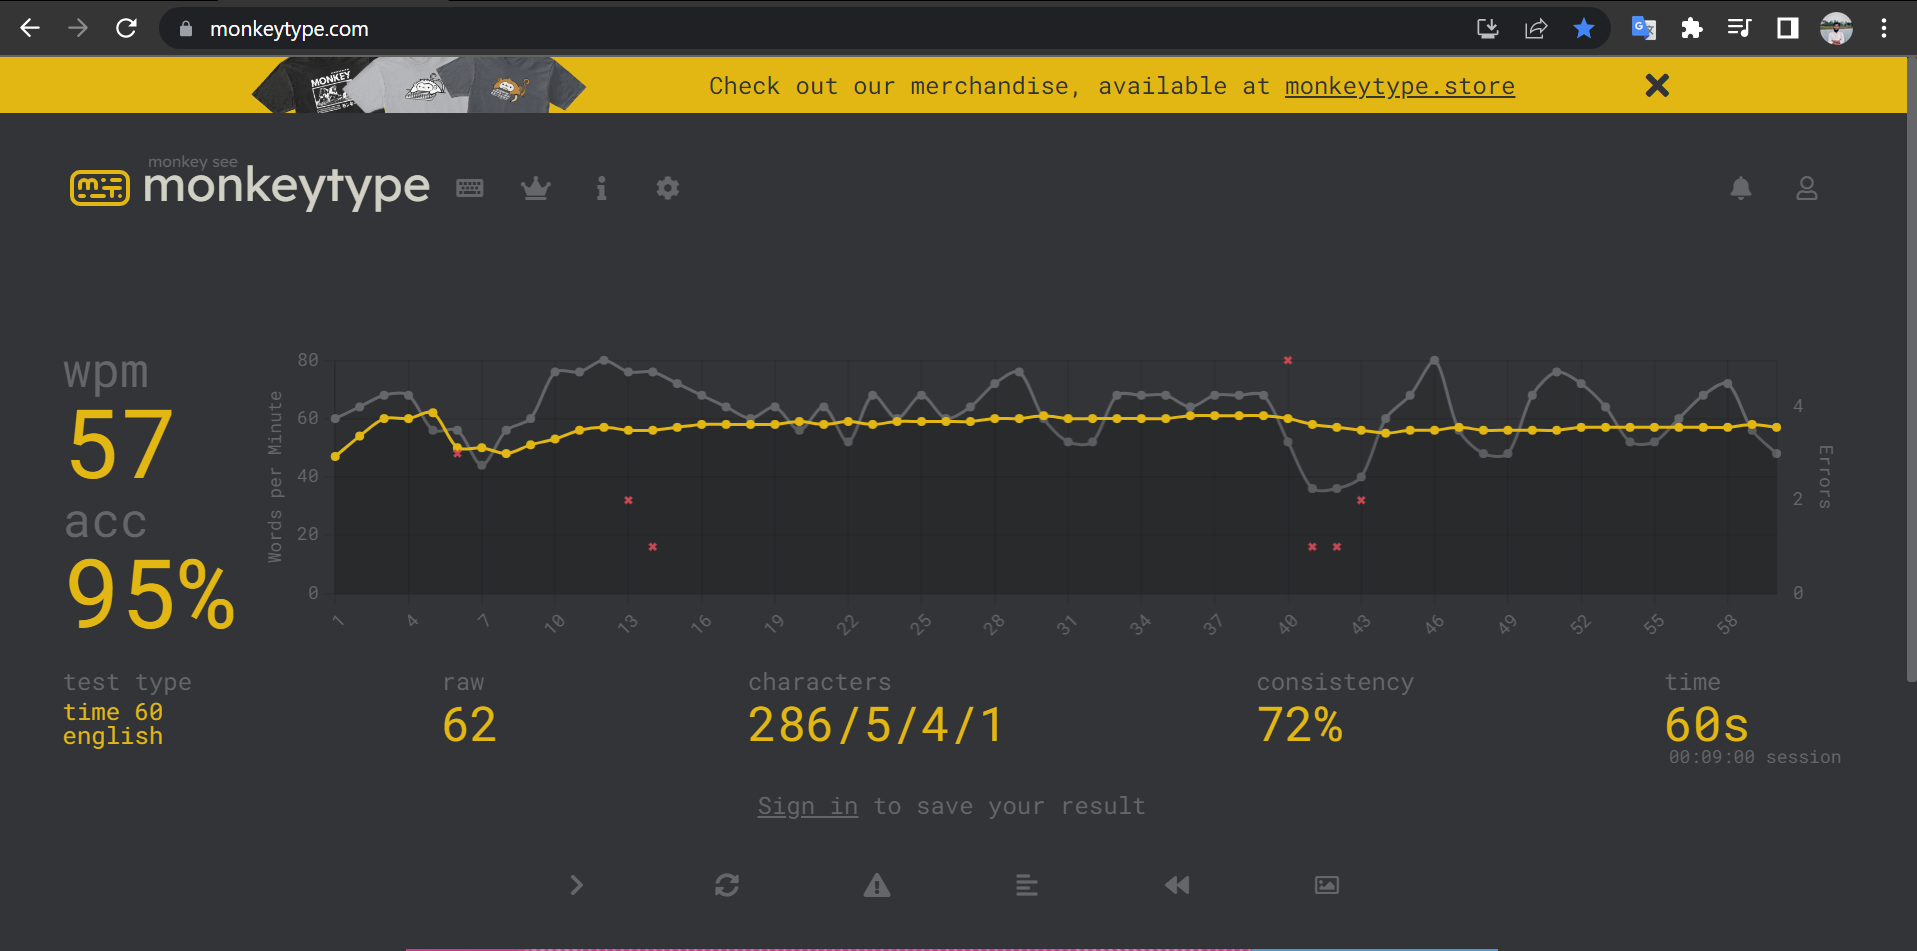 monkeytype.com
MONKEY
Check out our merchandise, available at monkeytype.store
monkey see
monkeytype
wpm
57
acc
95%
Words per Minute
80
60
40
20
0
Errors
4
2
0
1 4 7 10 13 16 19 22 25 28 31 34 37 40 43 46 49 52 55 58
test type
time 60
english
raw
62
characters
286/5/4/1
consistency
72%
time
60s
00:09:00 session
Sign in to save your result